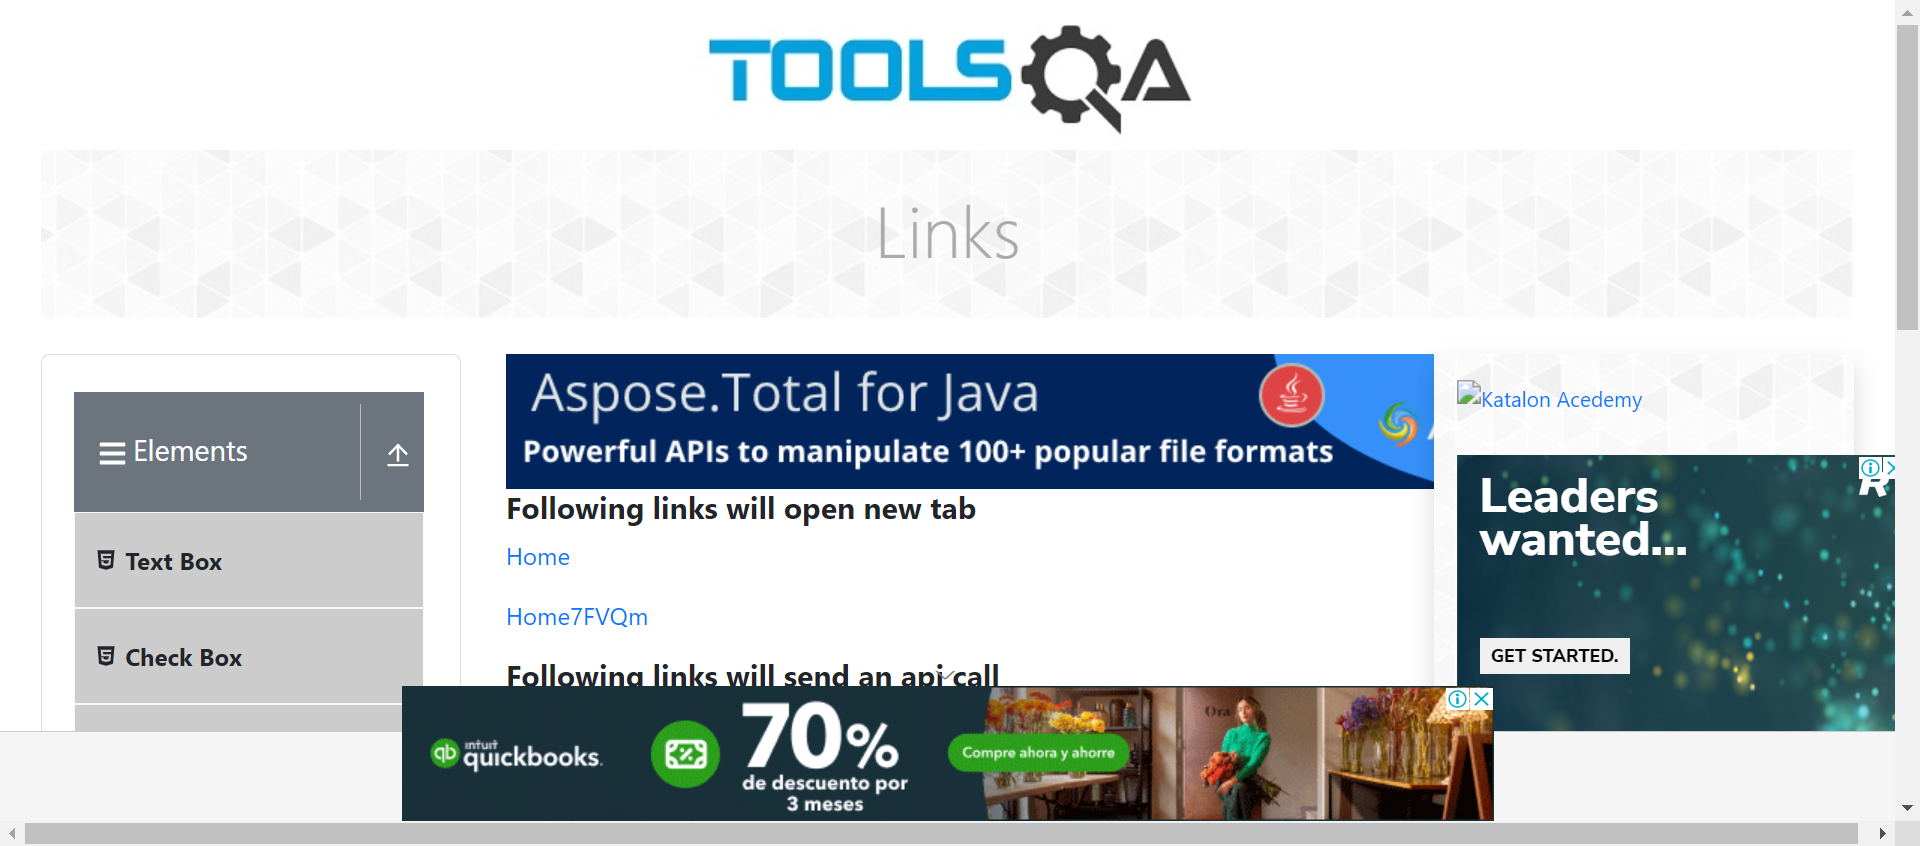 TOOLSQA
Links
Elements
Text Box
Check Box
Aspose.Total for Java
Powerful APIs to manipulate 100+ popular file formats
Following links will open new tab
Home
Home7FVQm
Following links will send an api call
Katalon Acedemy
Leaders
wanted...
GET STARTED.
intuit
quickbooks.
70%
de descuento por
3 meses
Compre ahora y ahorre
Ora